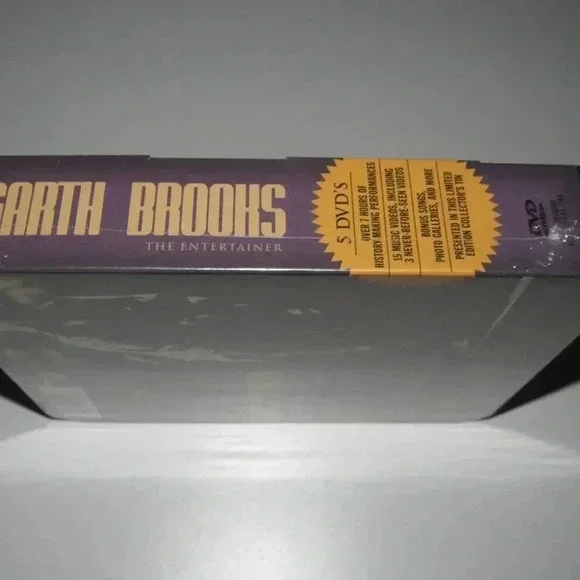 GARTH BROOKS
THE ENTERTAINER
5 DVD'S
OVER 7 HOURS OF
HISTORY-MAKING PERFORMANCES
15 MUSIC VIDEOS, INCLUDING
3 NEVER-BEFORE-SEEN VIDEOS
BONUS SONGS,
PHOTO GALLERIES, AND MORE
PRESENTED IN THIS LIMITED
EDITION COLLECTOR'S TIN
DVD